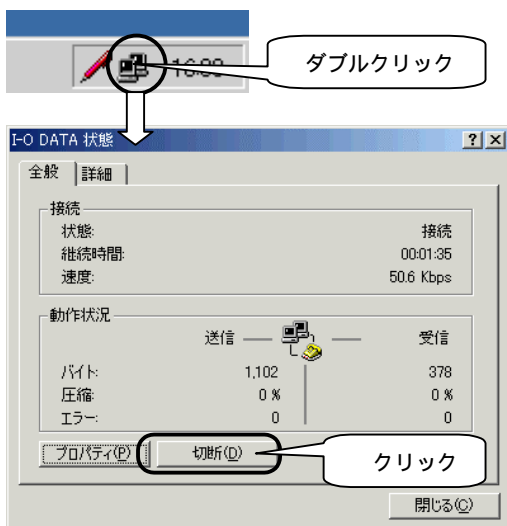 ダブルクリック
I-O DATA 状態
全般 詳細
接続
状態: 接続
継続時間: 00:01:35
速度: 50.6 Kbps
動作状況
送信 受信
バイト: 1,102 378
圧縮: 0 % 0 %
エラー: 0 0
プロパティ(P) 切断(D) クリック
閉じる(C)